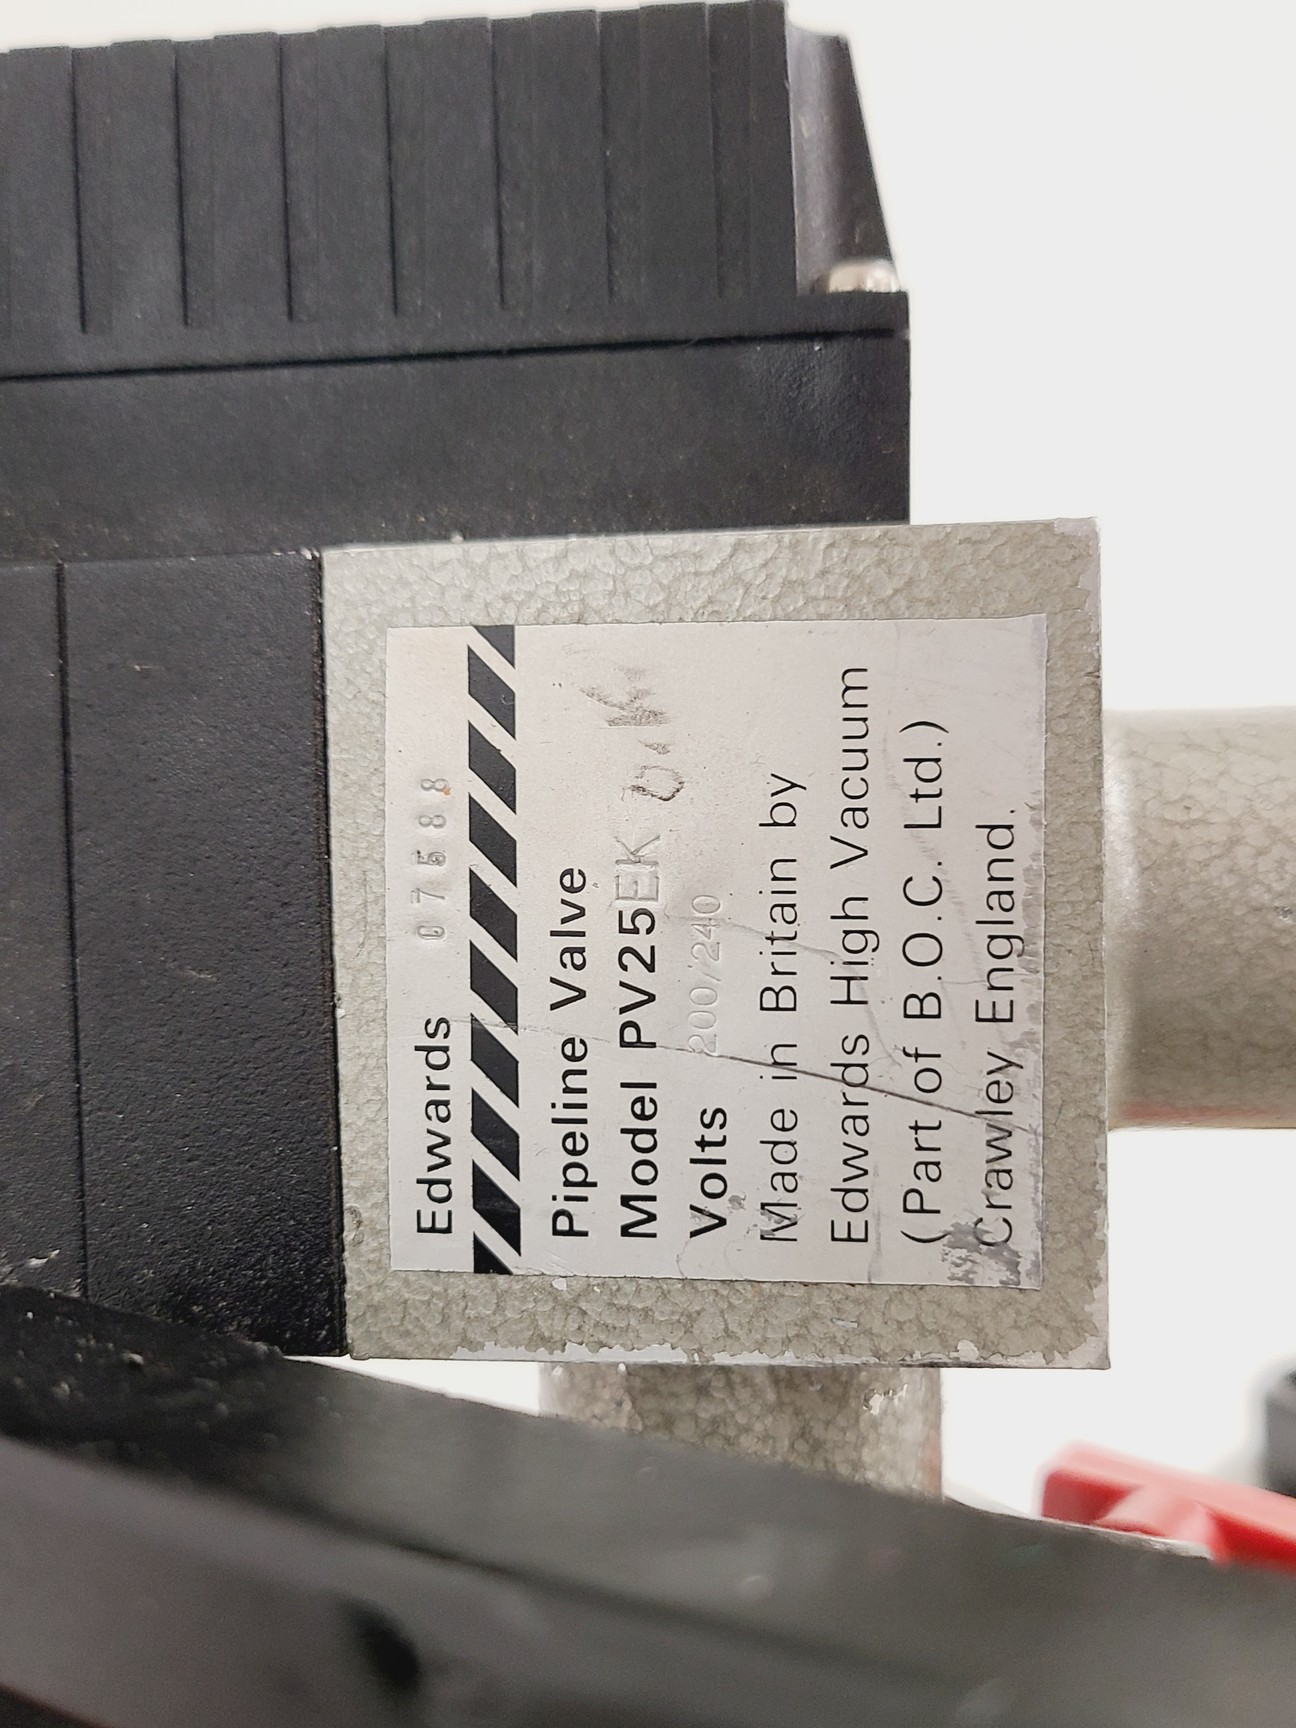 Edwards 07588
Pipeline Valve
Model PV25EK
Volts 200/240
Made in Britain by
Edwards High Vacuum
(Part of B.O.C. Ltd.)
Crawley England.